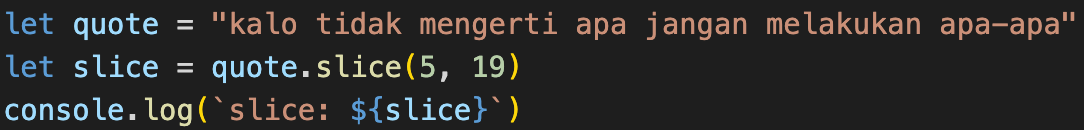 let quote = "kalo tidak mengerti apa jangan melakukan apa-apa"
let slice = quote.slice(5, 19)
console.log(`slice: ${slice}`)